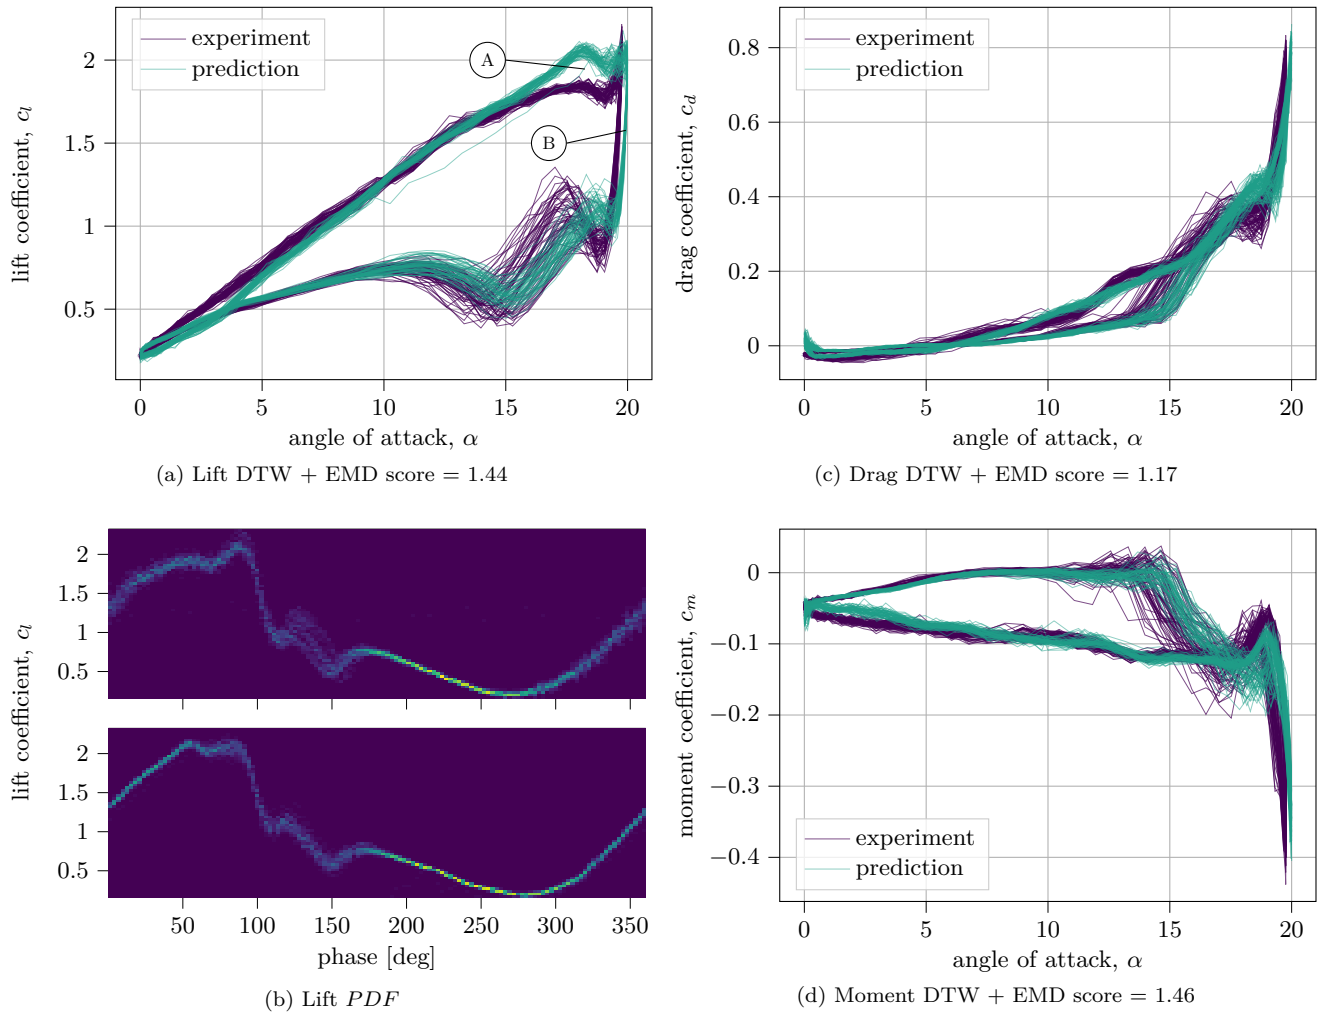 experiment
prediction
A
B
2
1.5
1
0.5
lift coefficient, c_l
0 5 10 15 20
angle of attack, α
(a) Lift DTW + EMD score = 1.44
experiment
prediction
0.8
0.6
0.4
0.2
0
drag coefficient, c_d
0 5 10 15 20
angle of attack, α
(c) Drag DTW + EMD score = 1.17
2
1.5
1
0.5
2
1.5
1
0.5
lift coefficient, c_l
50 100 150 200 250 300 350
phase [deg]
(b) Lift PDF
0
−0.1
−0.2
−0.3
−0.4
moment coefficient, c_m
experiment
prediction
0 5 10 15 20
angle of attack, α
(d) Moment DTW + EMD score = 1.46